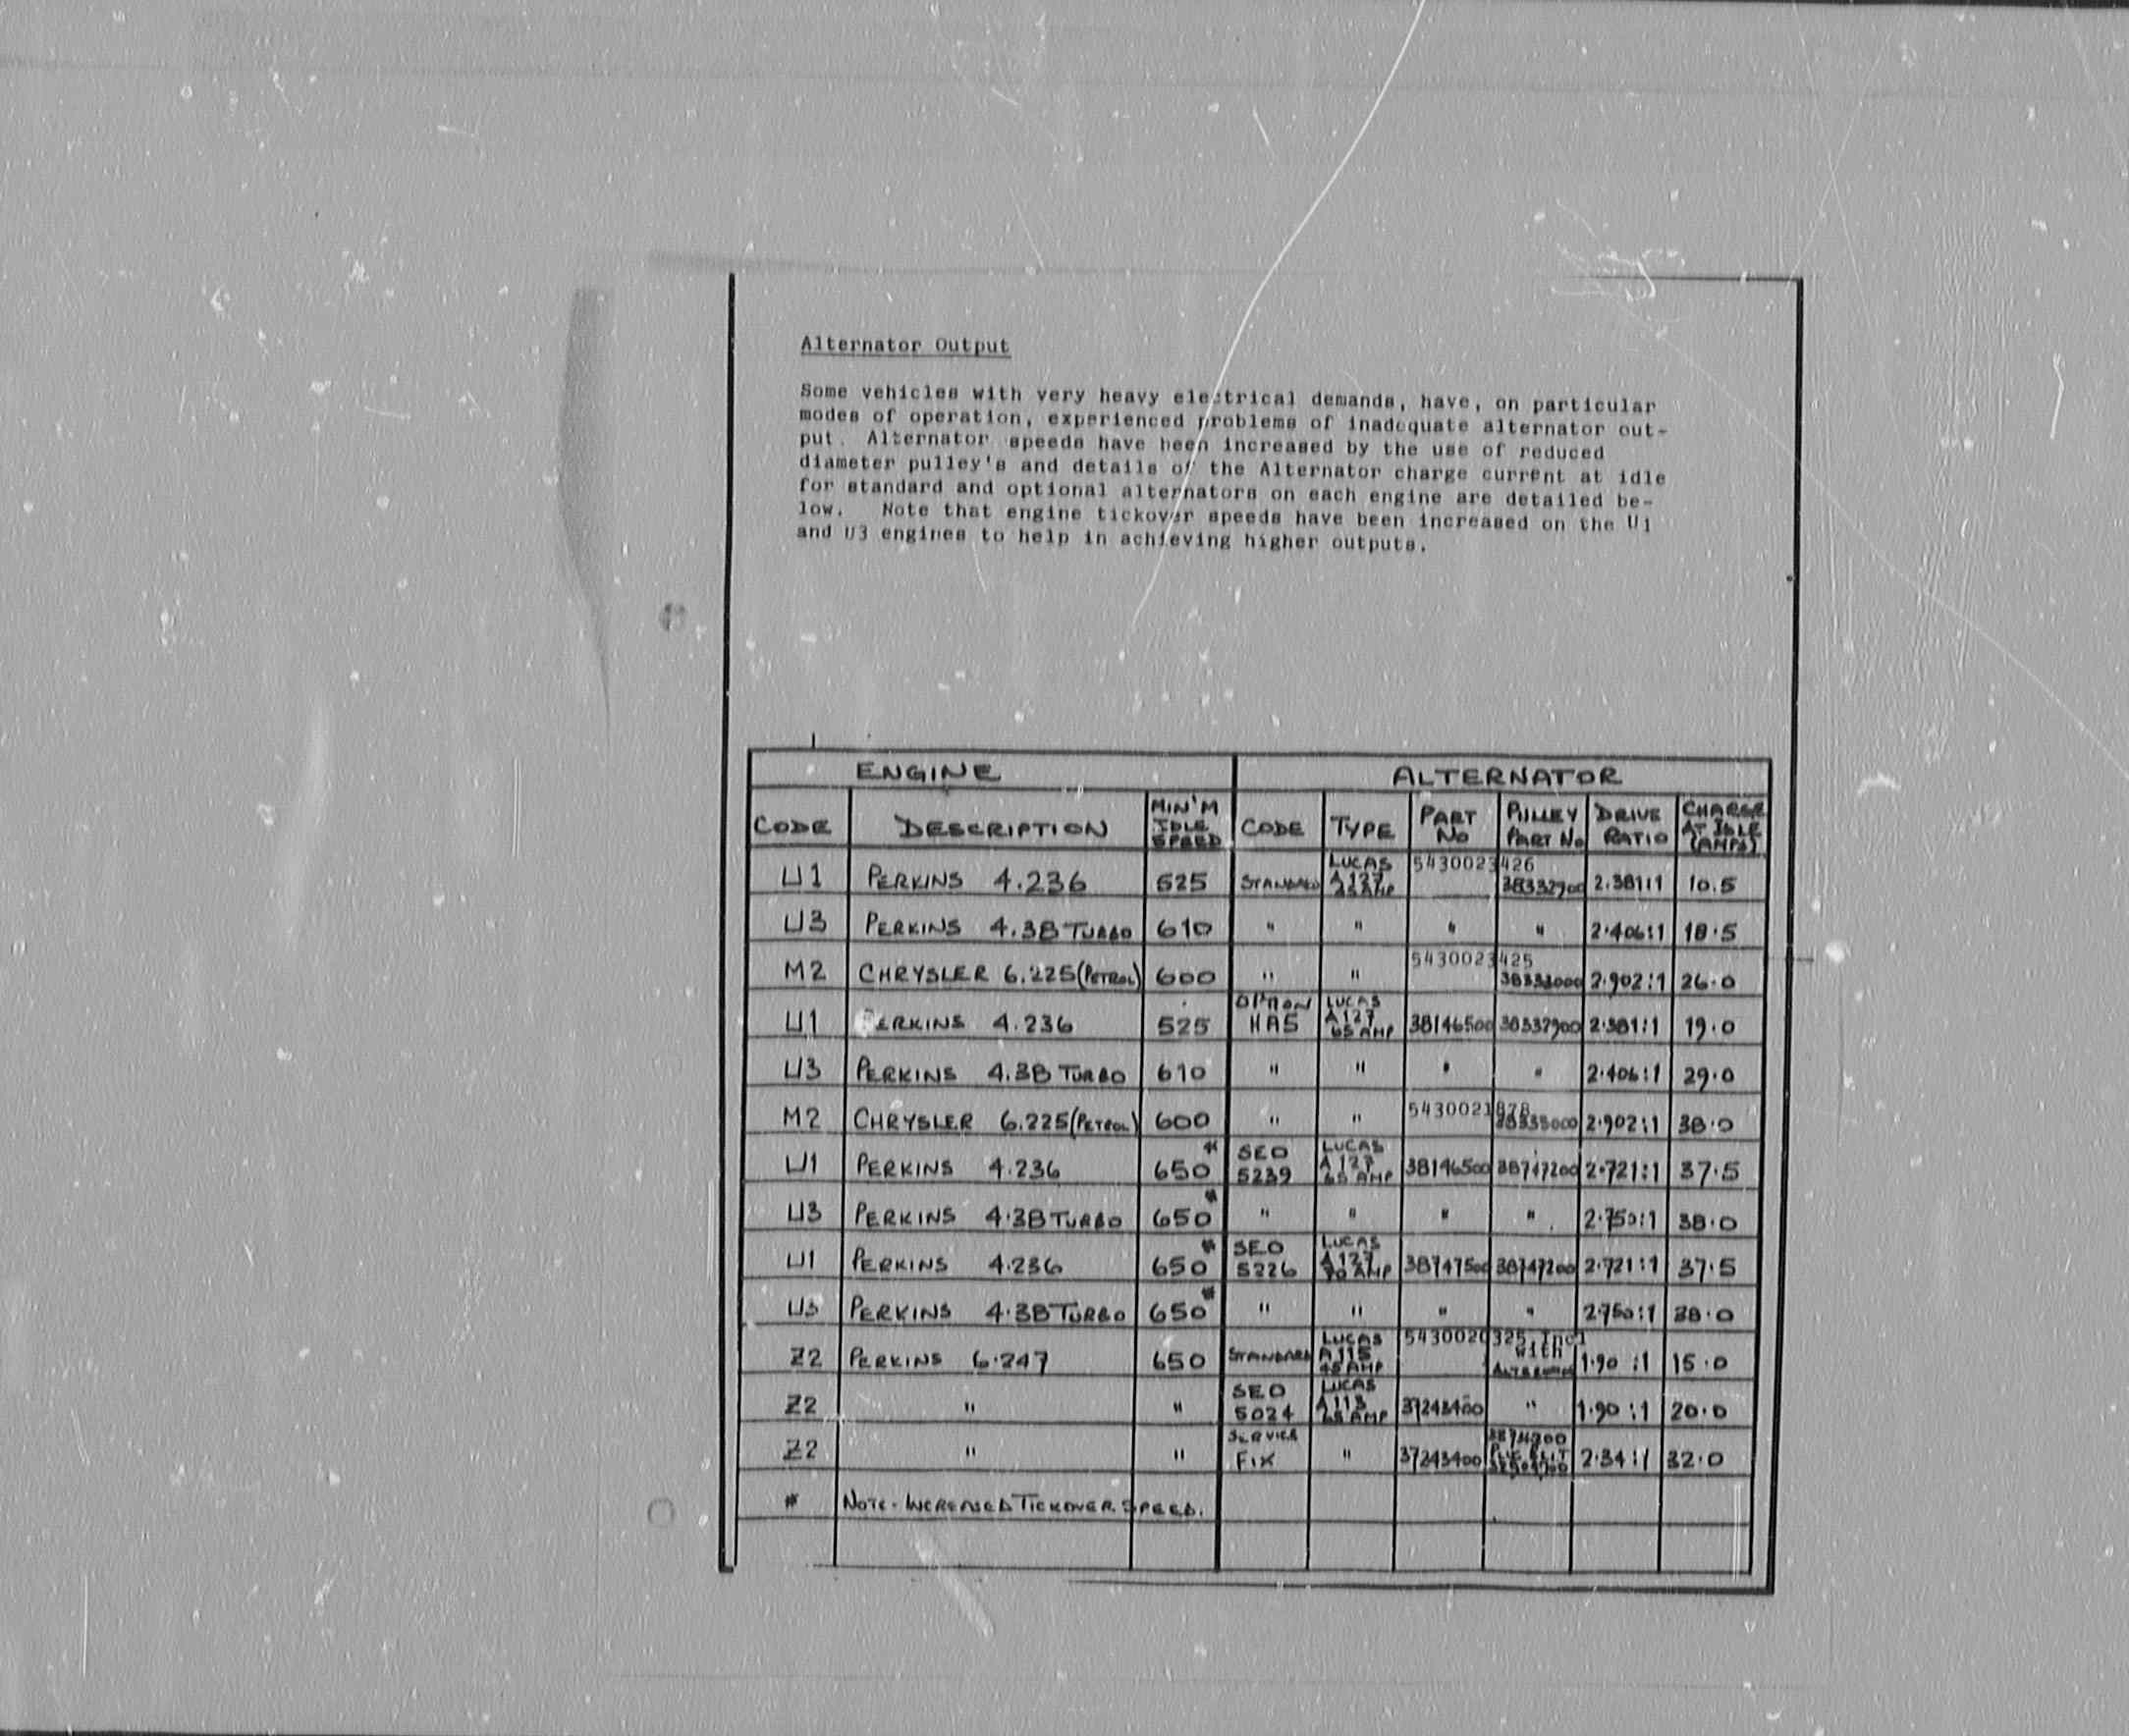 Alternator Output
Some vehicles with very heavy electrical demands, have, on particular
modes of operation, experienced problems of inadequate alternator out-
put. Alternator speeds have been increased by the use of reduced
diameter pulley's and details of the Alternator charge current at idle
for standard and optional alternators on each engine are detailed be-
low. Note that engine tickover speeds have been increased on the U1
and U3 engines to help in achieving higher outputs.
ENGINE ALTERNATOR
CODE DESCRIPTION MIN'M IDLE SPEED CODE TYPE PART No PULLEY PART No DRIVE RATIO CHARGE AT IDLE (AMPS)
U1 PERKINS 4.236 525 STANDARD LUCAS A127 5430023426 38332900 2.381:1 10.5
U3 PERKINS 4.3B TURBO 610 " " " " 2.406:1 18.5
M2 CHRYSLER 6.225 (PETROL) 600 " " 5430023425 2.902:1 26.0
U1 PERKINS 4.236 525 OPTION HAS LUCAS A127 65 AMP 38146500 38332900 2.381:1 19.0
U3 PERKINS 4.3B TURBO 610 " " " " 2.406:1 29.0
M2 CHRYSLER 6.225 (PETROL) 600 " " 5430021878 2.902:1 38.0
U1 PERKINS 4.236 650* SEO 5239 LUCAS A127 65 AMP 38146500 38747200 2.721:1 37.5
U3 PERKINS 4.3B TURBO 650* " " " " 2.750:1 38.0
U1 PERKINS 4.236 650* SEO 5226 LUCAS A127 70 AMP 38747500 38747200 2.721:1 37.5
U3 PERKINS 4.3B TURBO 650* " " " " 2.750:1 38.0
Z2 PERKINS 6.247 650 STANDARD LUCAS A115 45 AMP 5430020325 Incl with ALTERNATOR 1.90:1 15.0
Z2 " " SEO 5024 LUCAS 65 AMP 37243400 " 1.90:1 20.0
Z2 " " SERVICE FIX " 37243400 2.34:1 32.0
* NOTE - INCREASED TICKOVER SPEED.